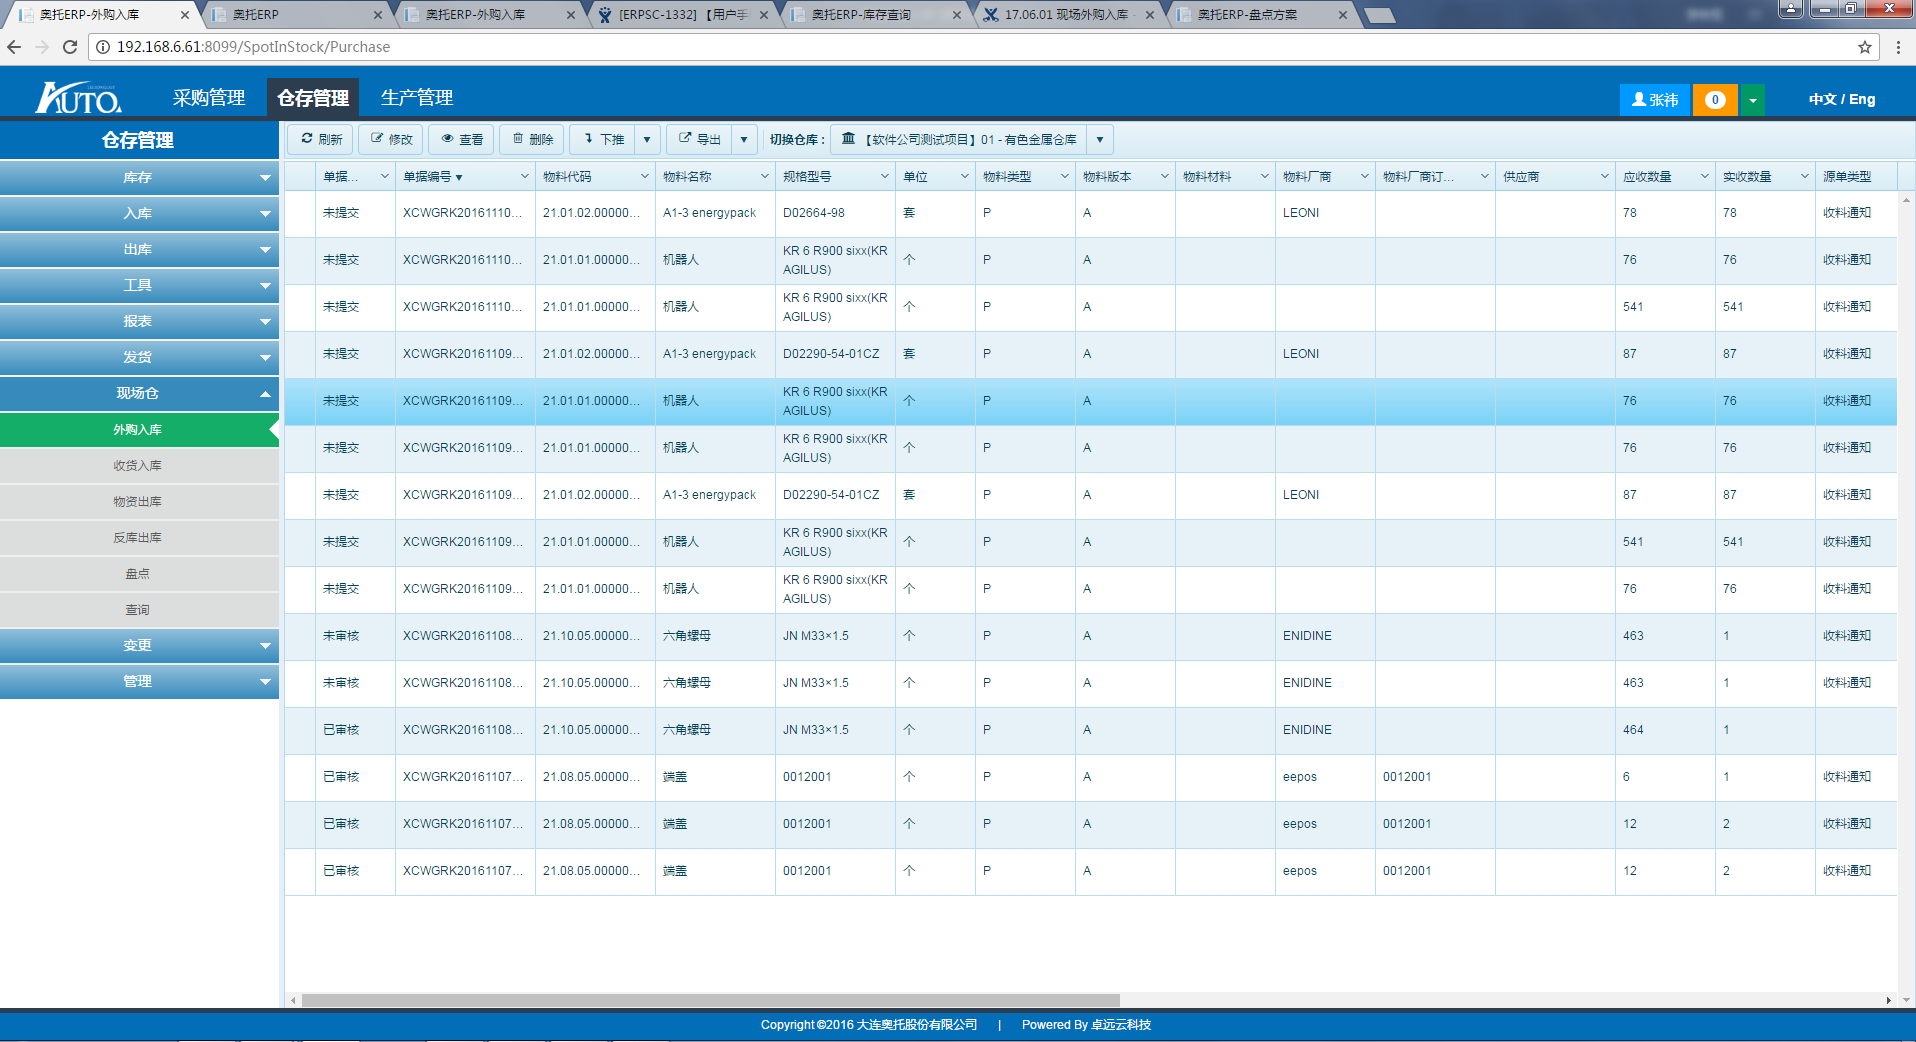 奥托ERP-外购入库
奥托ERP
奥托ERP-外购入库
[ERPSC-1332] 【用户手
奥托ERP-库存查询
17.06.01 现场外购入库 -
奥托ERP-盘点方案
192.168.6.61:8099/SpotInStock/Purchase
AUTO.
采购管理
仓存管理
生产管理
张祎
0
中文 / Eng
仓存管理
库存
入库
出库
工具
报表
发货
现场仓
外购入库
收货入库
物资出库
反库出库
盘点
查询
变更
管理
刷新 修改 查看 删除 下推 导出 切换仓库： 【软件公司测试项目】01 - 有色金属仓库
单据... 单据编号 物料代码 物料名称 规格型号 单位 物料类型 物料版本 物料材料 物料厂商 物料厂商订... 供应商 应收数量 实收数量 源单类型
未提交 XCWGRK20161110... 21.01.02.00000... A1-3 energypack D02664-98 套 P A LEONI 78 78 收料通知
未提交 XCWGRK20161110... 21.01.01.00000... 机器人 KR 6 R900 sixx(KR AGILUS) 个 P A 76 76 收料通知
未提交 XCWGRK20161110... 21.01.01.00000... 机器人 KR 6 R900 sixx(KR AGILUS) 个 P A 541 541 收料通知
未提交 XCWGRK20161109... 21.01.02.00000... A1-3 energypack D02290-54-01CZ 套 P A LEONI 87 87 收料通知
未提交 XCWGRK20161109... 21.01.01.00000... 机器人 KR 6 R900 sixx(KR AGILUS) 个 P A 76 76 收料通知
未提交 XCWGRK20161109... 21.01.01.00000... 机器人 KR 6 R900 sixx(KR AGILUS) 个 P A 76 76 收料通知
未提交 XCWGRK20161109... 21.01.02.00000... A1-3 energypack D02290-54-01CZ 套 P A LEONI 87 87 收料通知
未提交 XCWGRK20161109... 21.01.01.00000... 机器人 KR 6 R900 sixx(KR AGILUS) 个 P A 541 541 收料通知
未提交 XCWGRK20161109... 21.01.01.00000... 机器人 KR 6 R900 sixx(KR AGILUS) 个 P A 76 76 收料通知
未审核 XCWGRK20161108... 21.10.05.00000... 六角螺母 JN M33×1.5 个 P A ENIDINE 463 1 收料通知
未审核 XCWGRK20161108... 21.10.05.00000... 六角螺母 JN M33×1.5 个 P A ENIDINE 463 1 收料通知
已审核 XCWGRK20161108... 21.10.05.00000... 六角螺母 JN M33×1.5 个 P A ENIDINE 464 1
已审核 XCWGRK20161107... 21.08.05.00000... 端盖 0012001 个 P A eepos 0012001 6 1 收料通知
已审核 XCWGRK20161107... 21.08.05.00000... 端盖 0012001 个 P A eepos 0012001 12 2 收料通知
已审核 XCWGRK20161107... 21.08.05.00000... 端盖 0012001 个 P A eepos 0012001 12 2 收料通知
Copyright ©2016 大连奥托股份有限公司 | Powered By 卓远云科技